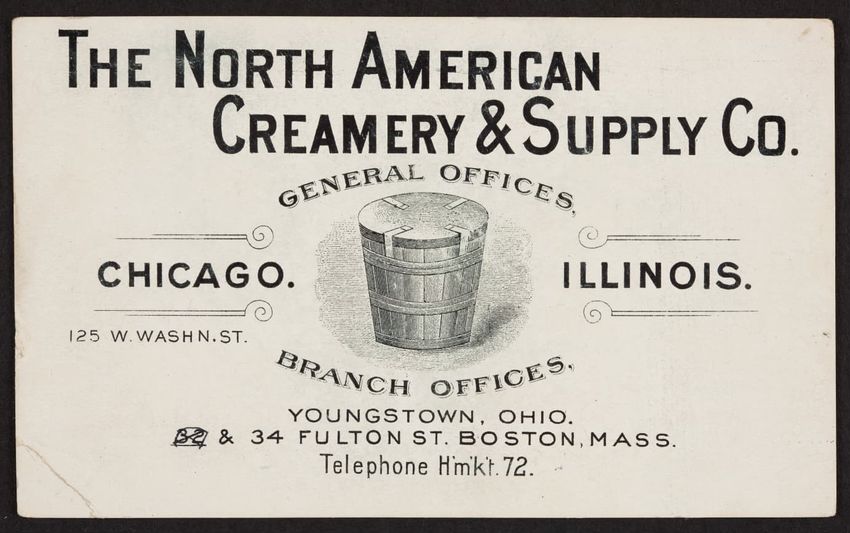 THE NORTH AMERICAN
CREAMERY & SUPPLY CO.
GENERAL OFFICES,
CHICAGO. ILLINOIS.
125 W. WASHN. ST.
BRANCH OFFICES,
YOUNGSTOWN, OHIO.
32 & 34 FULTON ST. BOSTON, MASS.
Telephone H'm'k't. 72.